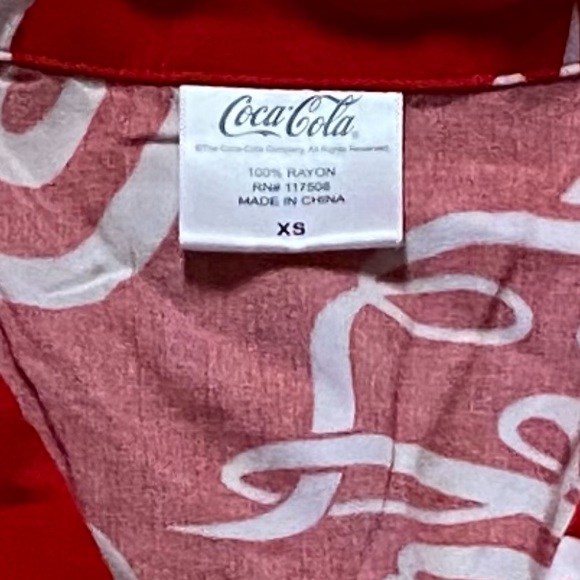 Coca-Cola®
©The Coca-Cola Company. All Rights Reserved.
100% RAYON
RN# 117508
MADE IN CHINA
XS